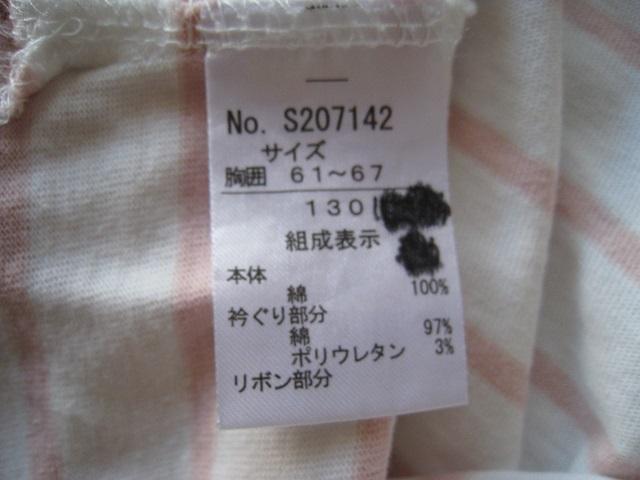 No. S207142
サイズ
胸囲 61～67
130
組成表示
本体
綿 100%
衿ぐり部分
綿 97%
ポリウレタン 3%
リボン部分